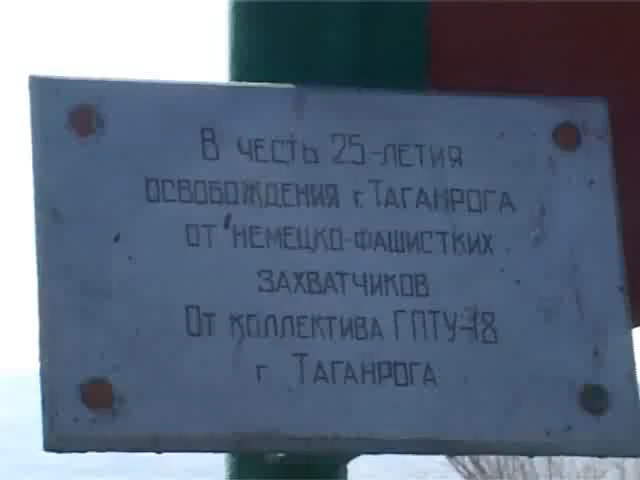 В честь 25-летия
освобождения г. Таганрога
от немецко-фашистких
захватчиков
От коллектива ГПТУ-18
г Таганрога